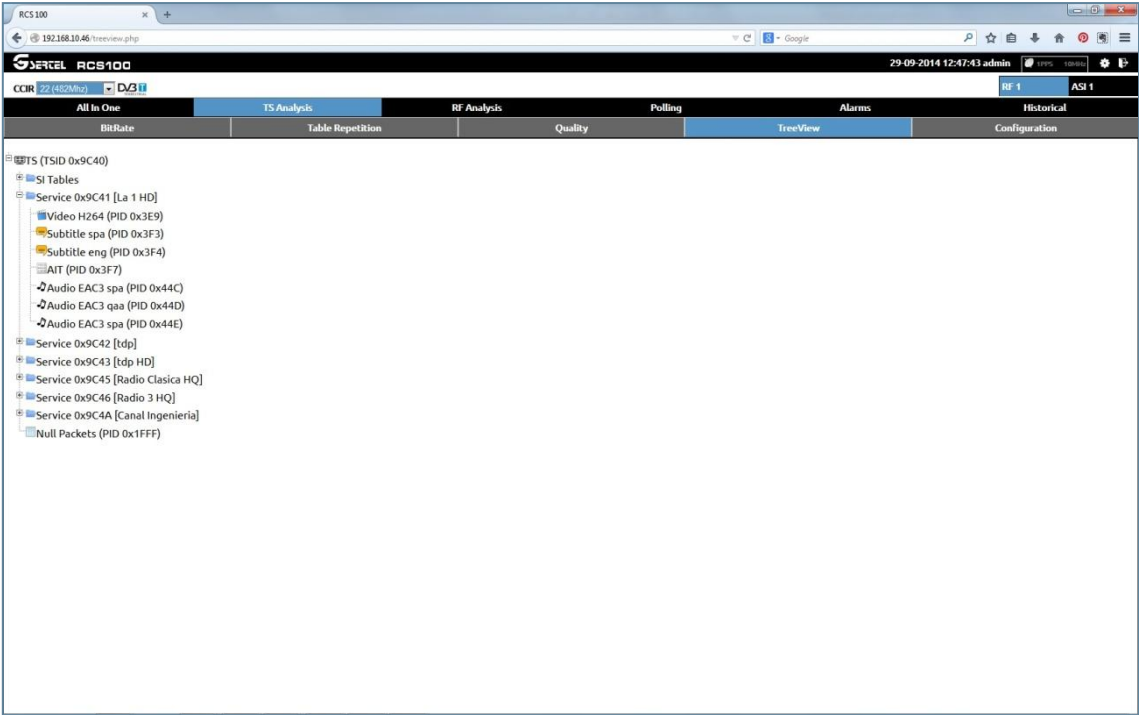 RCS 100
192.168.10.46/treeview.php
Google
SERTEL RCS100
29-09-2014 12:47:43 admin 1PPS 10MHz
CCIR 22 (482Mhz) DVB T
RF 1 ASI 1
All In One TS Analysis RF Analysis Polling Alarms Historical
BitRate Table Repetition Quality TreeView Configuration
TS (TSID 0x9C40)
SI Tables
Service 0x9C41 [La 1 HD]
Video H264 (PID 0x3E9)
Subtitle spa (PID 0x3F3)
Subtitle eng (PID 0x3F4)
AIT (PID 0x3F7)
Audio EAC3 spa (PID 0x44C)
Audio EAC3 qaa (PID 0x44D)
Audio EAC3 spa (PID 0x44E)
Service 0x9C42 [tdp]
Service 0x9C43 [tdp HD]
Service 0x9C45 [Radio Clasica HQ]
Service 0x9C46 [Radio 3 HQ]
Service 0x9C4A [Canal Ingenieria]
Null Packets (PID 0x1FFF)